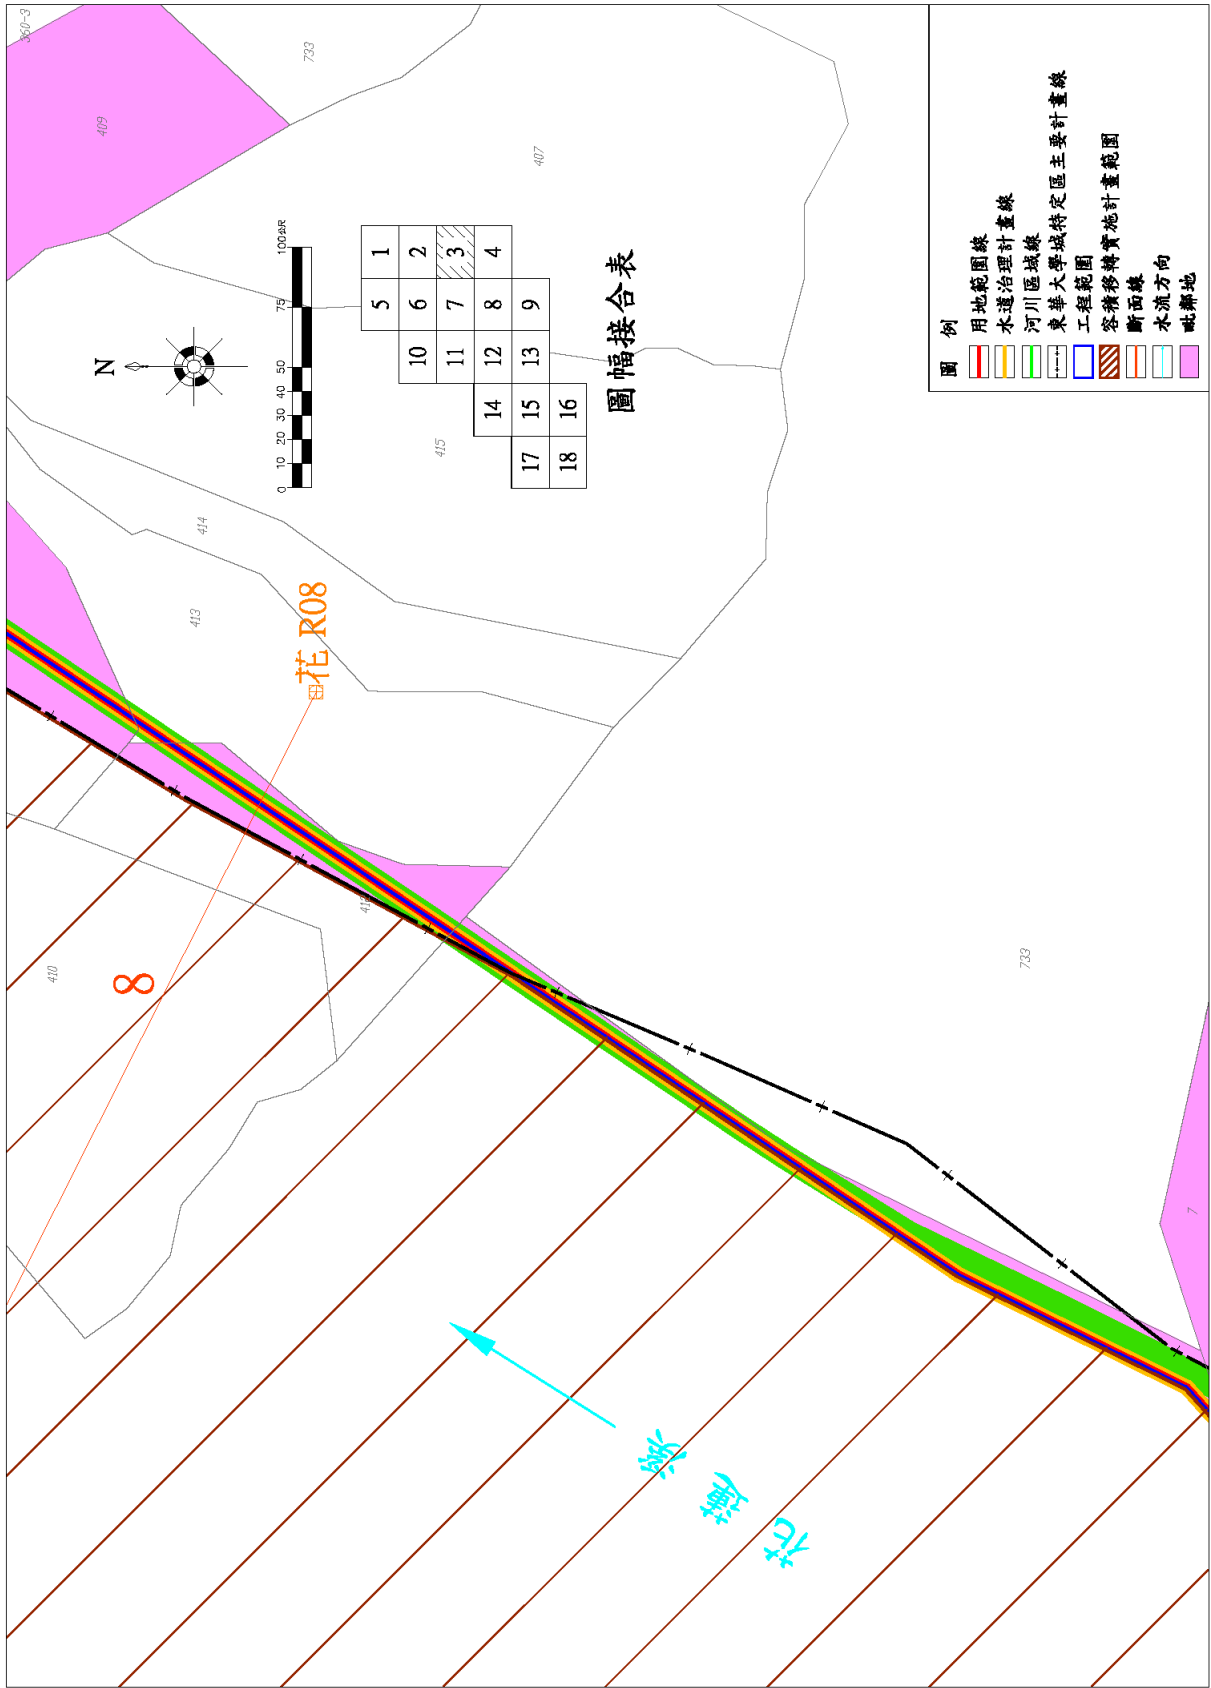 360-3
733
409
407
N
0 10 20 30 40 50 75 100公尺
1
5 2
10 6 3
11 7 4
14 12 8
17 15 13 9
18 16
圖幅接合表
415
414
413
花 R08
412
410
8
733
7
花蓮溪
圖例
用地範圍線
水道治理計畫線
河川區域線
東華大學城特定區主要計畫線
工程範圍
容積移轉實施計畫範圍
斷面線
水流方向
毗鄰地